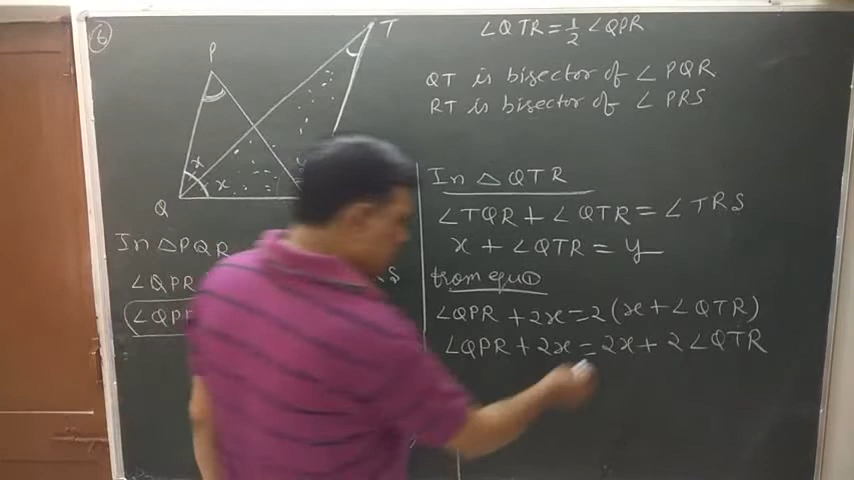 6
∠QTR = 1/2 ∠QPR
T
P
QT is bisector of ∠PQR
RT is bisector of ∠PRS
x
x
Q
In △QTR
∠TQR + ∠QTR = ∠TRS
x + ∠QTR = y
from equ①
∠QPR + 2x = 2(x + ∠QTR)
∠QPR + 2x = 2x + 2∠QTR
In △PQR
∠QPR
S
∠QP